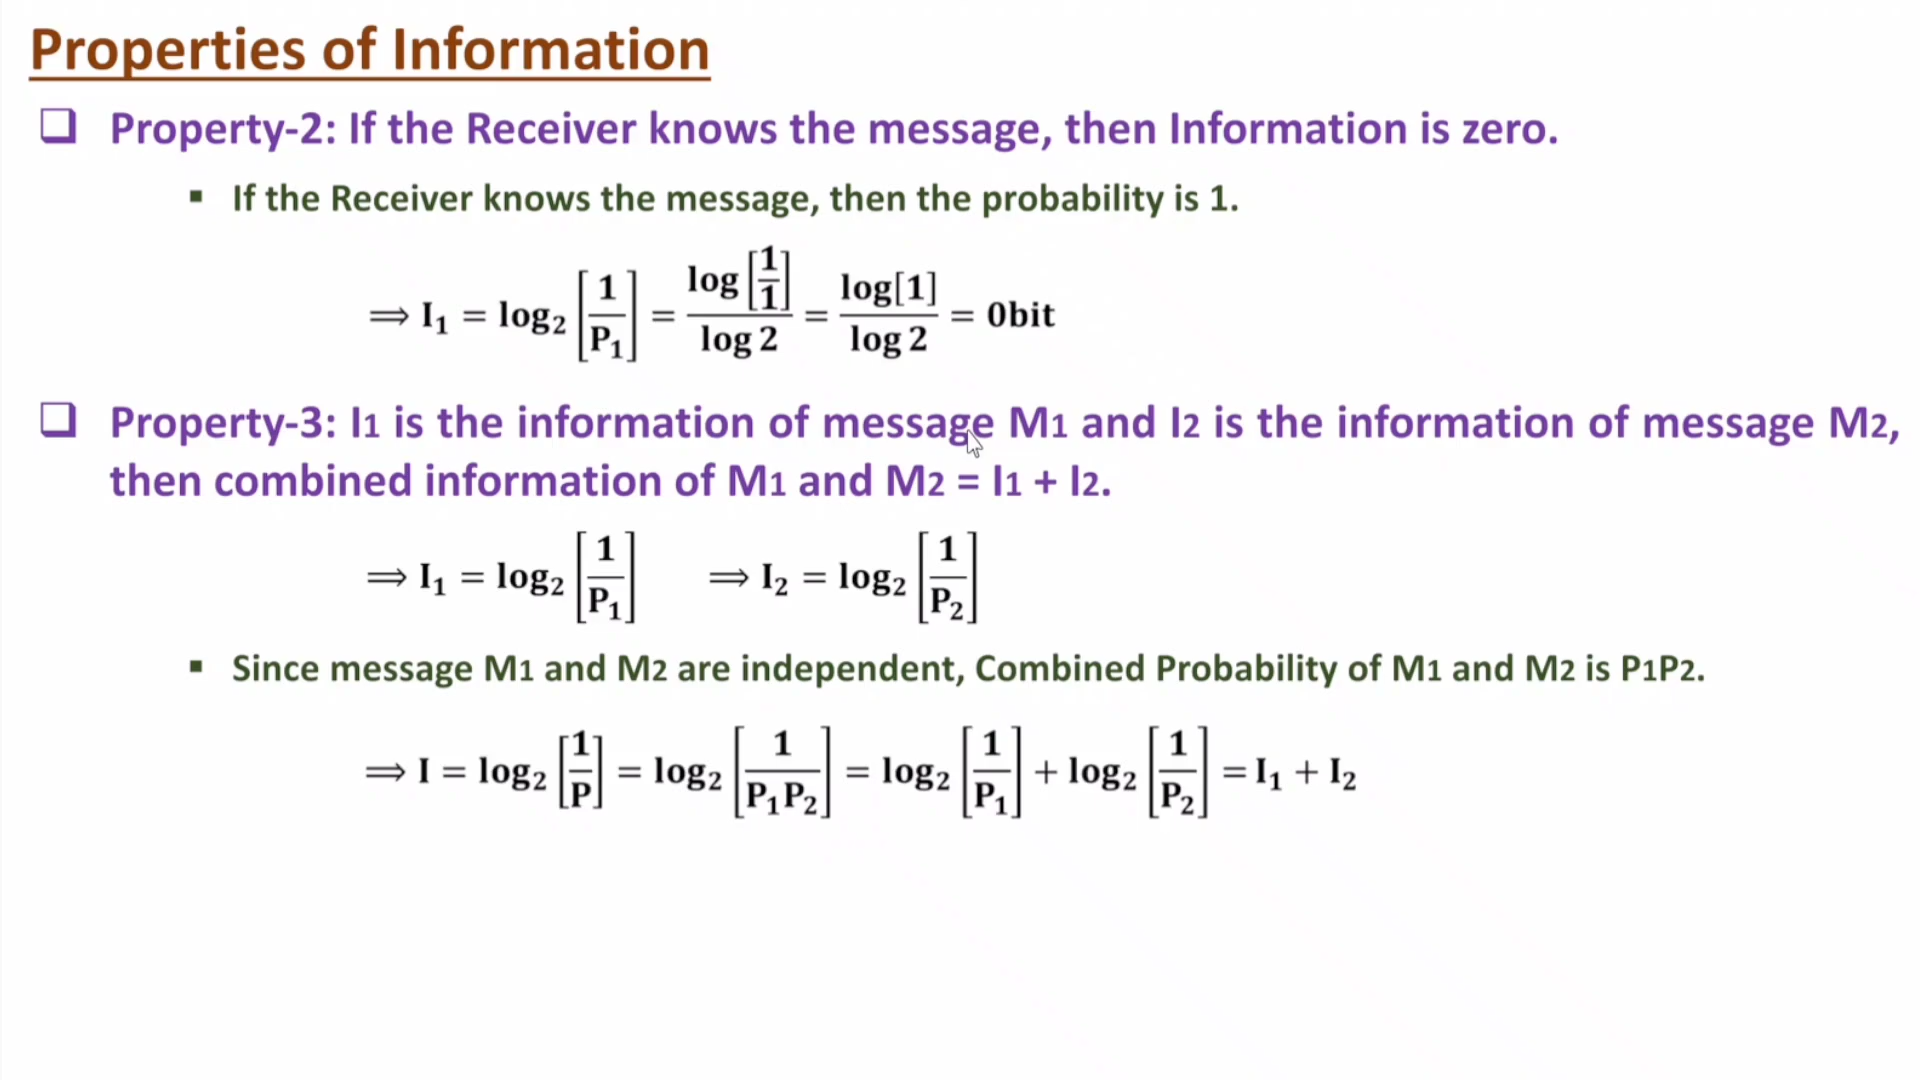 Properties of Information
❑ Property-2: If the Receiver knows the message, then Information is zero.
▪ If the Receiver knows the message, then the probability is 1.
⟹ I₁ = log₂ [1/P₁] = log [1/1] / log 2 = log[1] / log 2 = 0bit
❑ Property-3: I1 is the information of message M1 and I2 is the information of message M2,
then combined information of M1 and M2 = I1 + I2.
⟹ I₁ = log₂ [1/P₁] ⟹ I₂ = log₂ [1/P₂]
▪ Since message M1 and M2 are independent, Combined Probability of M1 and M2 is P1P2.
⟹ I = log₂ [1/P] = log₂ [1/P₁P₂] = log₂ [1/P₁] + log₂ [1/P₂] = I₁ + I₂